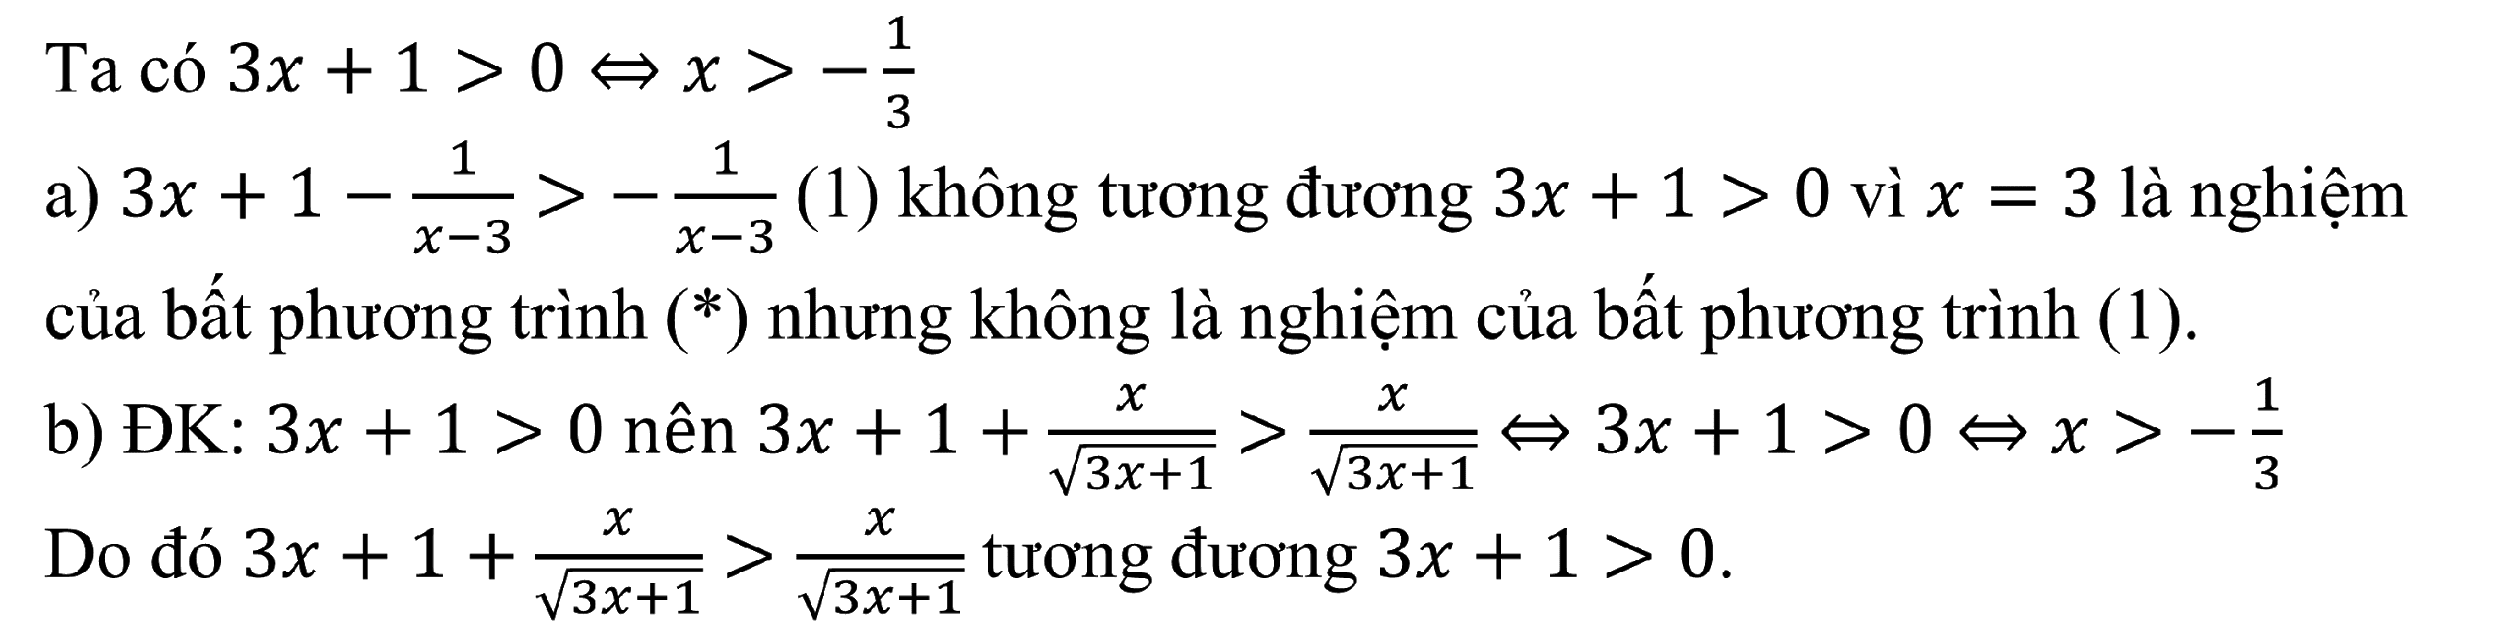 Ta có 3x + 1 > 0 ⇔ x > −1/3
a) 3x + 1 − 1/(x−3) > − 1/(x−3) (1) không tương đương 3x + 1 > 0 vì x = 3 là nghiệm
của bất phương trình (*) nhưng không là nghiệm của bất phương trình (1).
b) ĐK: 3x + 1 > 0 nên 3x + 1 + x/√(3x+1) > x/√(3x+1) ⇔ 3x + 1 > 0 ⇔ x > −1/3
Do đó 3x + 1 + x/√(3x+1) > x/√(3x+1) tương đương 3x + 1 > 0.